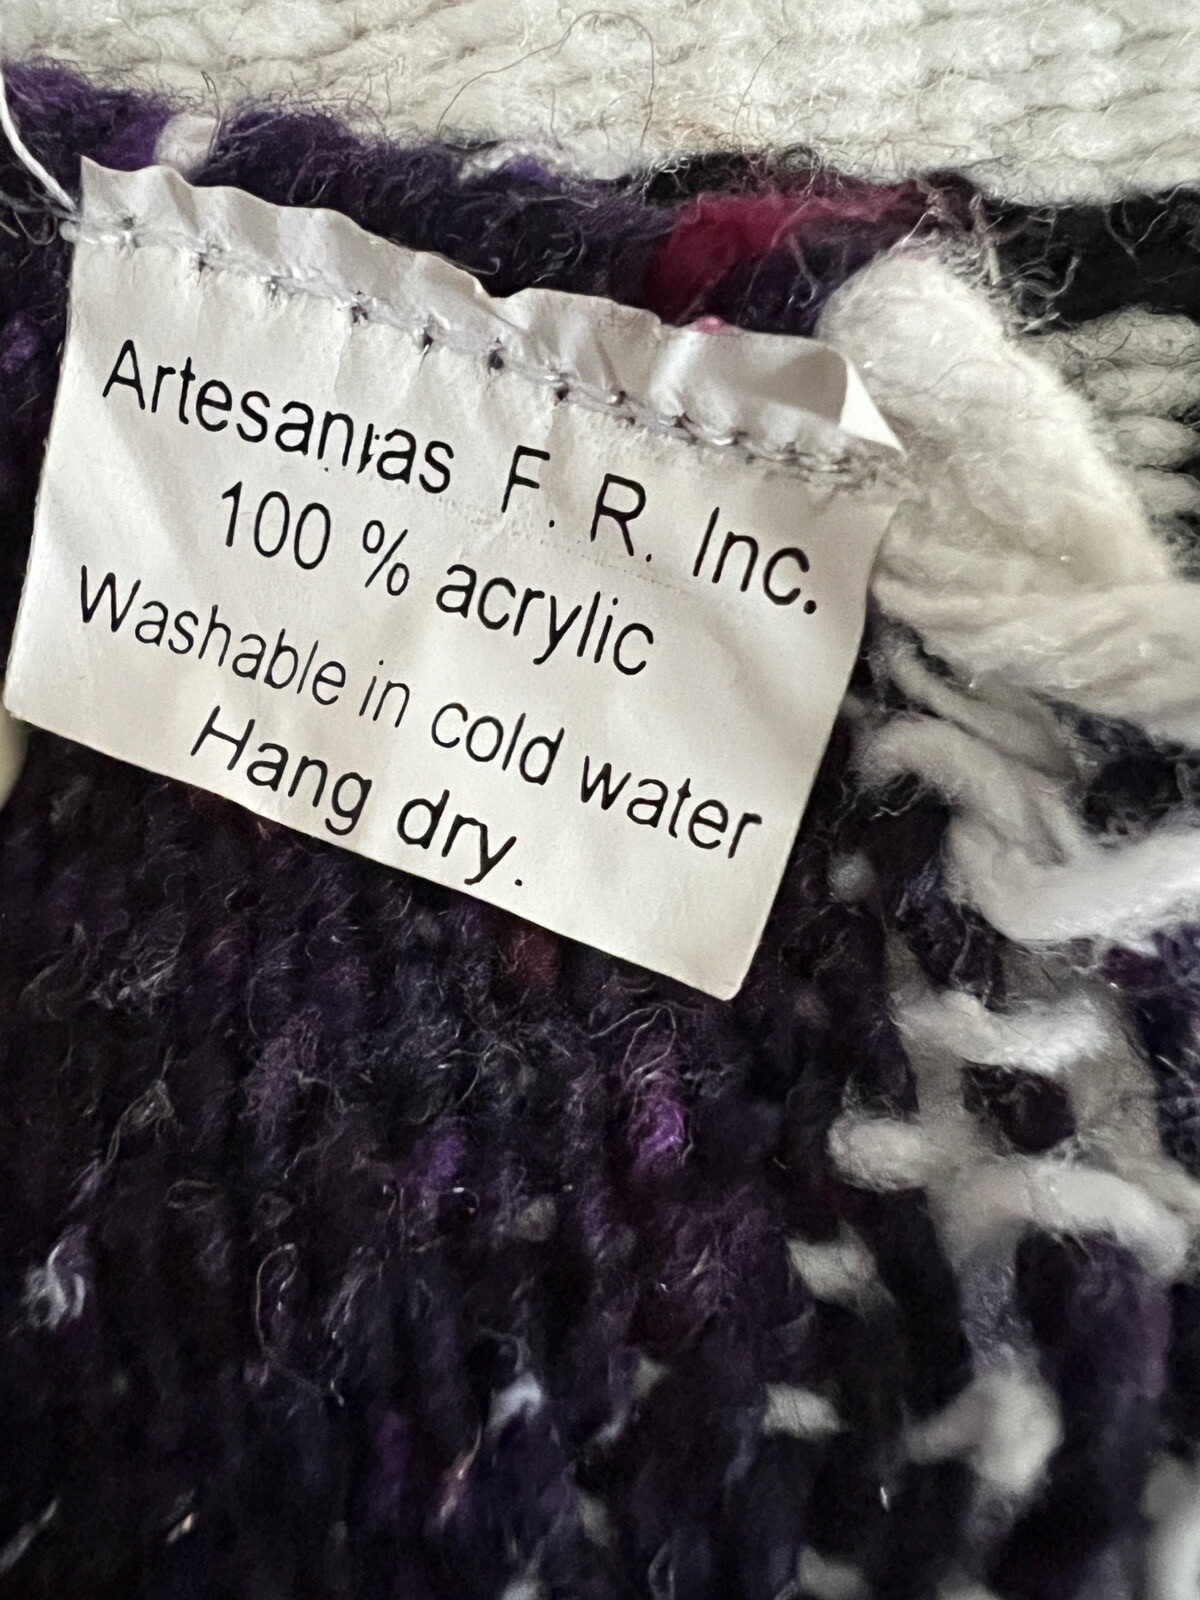 Artesanias F. R. Inc.
100 % acrylic
Washable in cold water
Hang dry.